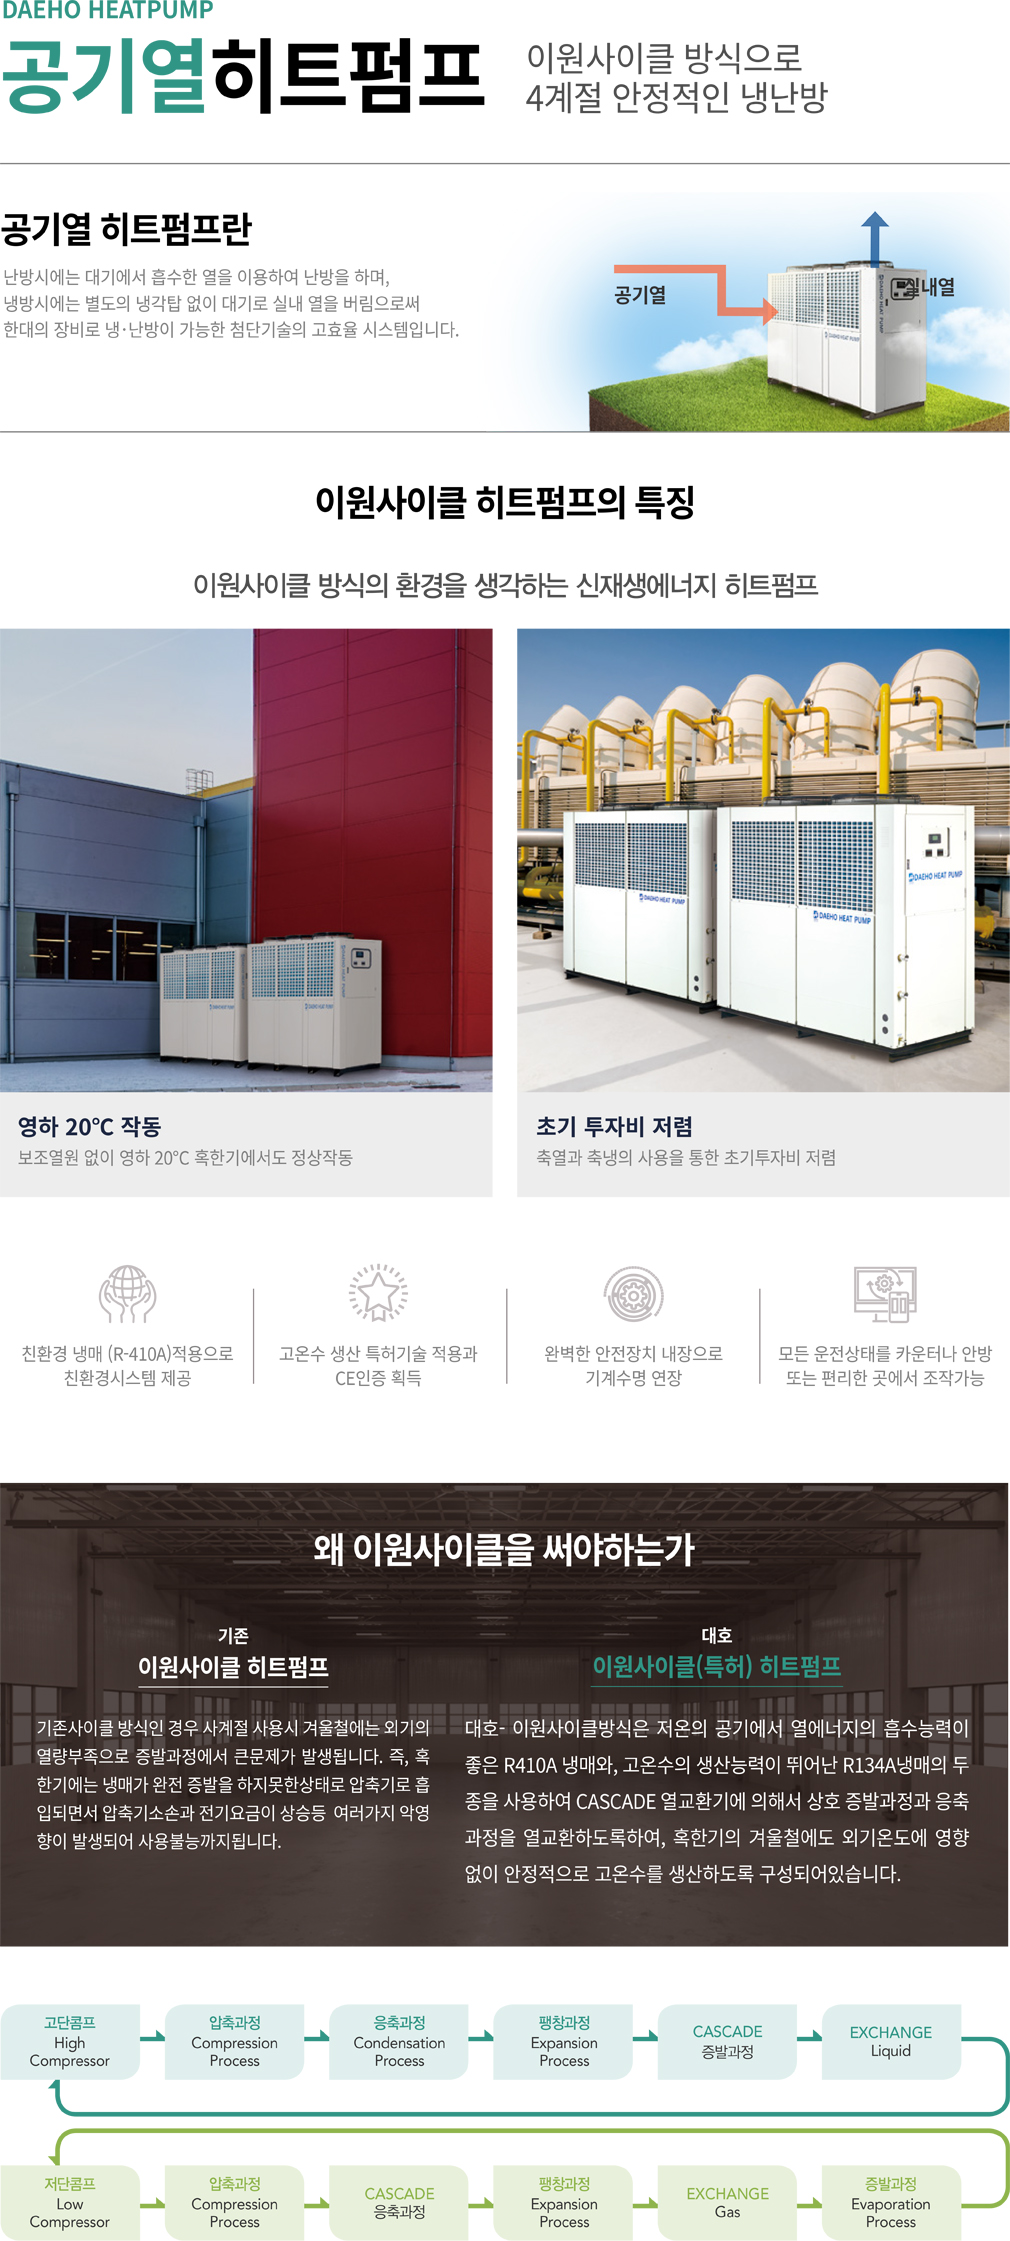 DAEHO HEATPUMP
공기열히트펌프
이원사이클 방식으로
4계절 안정적인 냉난방
공기열 히트펌프란
난방시에는 대기에서 흡수한 열을 이용하여 난방을 하며,
냉방시에는 별도의 냉각탑 없이 대기로 실내 열을 버림으로써
한대의 장비로 냉·난방이 가능한 첨단기술의 고효율 시스템입니다.
공기열
실내열
DAEHO HEAT PUMP
DAEHO HEAT PUMP
이원사이클 히트펌프의 특징
이원사이클 방식의 환경을 생각하는 신재생에너지 히트펌프
DAEHO HEAT PUMP
DAEHO HEAT PUMP
DAEHO HEAT PUMP
DAEHO HEAT PUMP
DAEHO HEAT PUMP
DAEHO HEAT PUMP
영하 20℃ 작동
보조열원 없이 영하 20℃ 혹한기에서도 정상작동
초기 투자비 저렴
축열과 축냉의 사용을 통한 초기투자비 저렴
친환경 냉매 (R-410A)적용으로
친환경시스템 제공
고온수 생산 특허기술 적용과
CE인증 획득
완벽한 안전장치 내장으로
기계수명 연장
모든 운전상태를 카운터나 안방
또는 편리한 곳에서 조작가능
왜 이원사이클을 써야하는가
기존
이원사이클 히트펌프
기존사이클 방식인 경우 사계절 사용시 겨울철에는 외기의
열량부족으로 증발과정에서 큰문제가 발생됩니다. 즉, 혹
한기에는 냉매가 완전 증발을 하지못한상태로 압축기로 흡
입되면서 압축기소손과 전기요금이 상승등 여러가지 악영
향이 발생되어 사용불능까지됩니다.
대호
이원사이클(특허) 히트펌프
대호- 이원사이클방식은 저온의 공기에서 열에너지의 흡수능력이
좋은 R410A 냉매와, 고온수의 생산능력이 뛰어난 R134A냉매의 두
종을 사용하여 CASCADE 열교환기에 의해서 상호 증발과정과 응축
과정을 열교환하도록하여, 혹한기의 겨울철에도 외기온도에 영향
없이 안정적으로 고온수를 생산하도록 구성되어있습니다.
고단콤프
High
Compressor
압축과정
Compression
Process
응축과정
Condensation
Process
팽창과정
Expansion
Process
CASCADE
증발과정
EXCHANGE
Liquid
저단콤프
Low
Compressor
압축과정
Compression
Process
CASCADE
응축과정
팽창과정
Expansion
Process
EXCHANGE
Gas
증발과정
Evaporation
Process